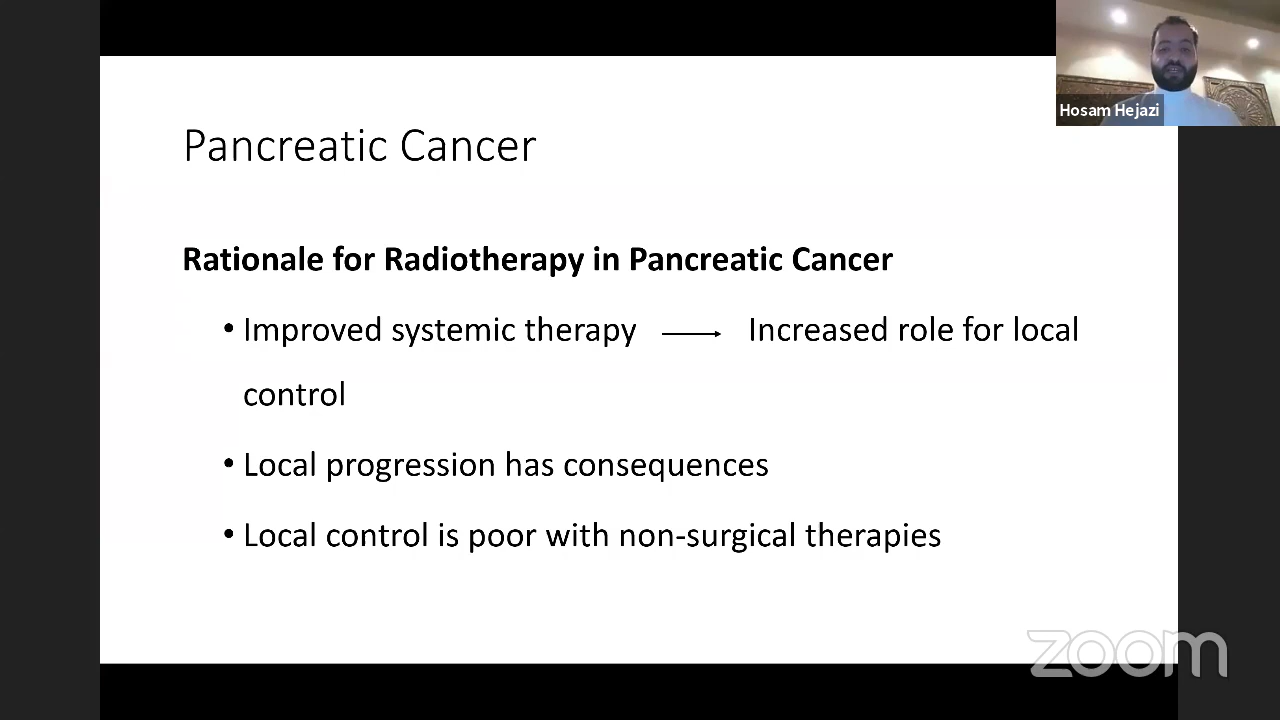 Hosam Hejazi
Pancreatic Cancer
Rationale for Radiotherapy in Pancreatic Cancer
• Improved systemic therapy ⟶ Increased role for local
control
• Local progression has consequences
• Local control is poor with non-surgical therapies
zoom